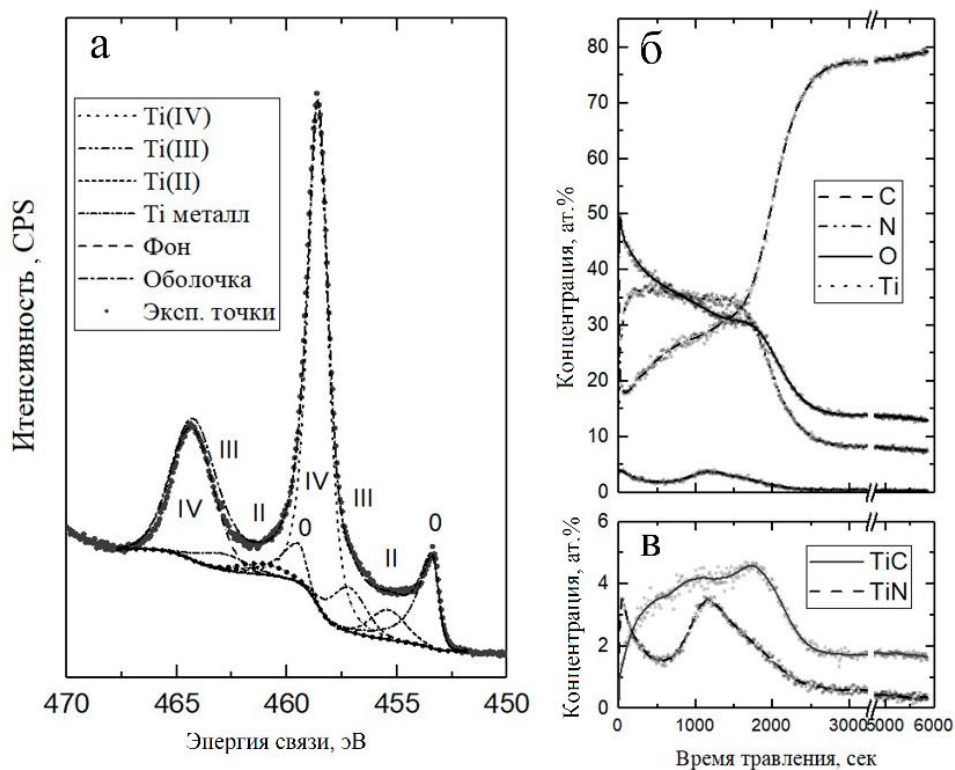 а
Ti(IV)
Ti(III)
Ti(II)
Ti металл
Фон
Оболочка
Эксп. точки
Итенсивность , CPS
III
IV
II
IV
0
III
II
0
470 465 460 455 450
Энергия связи, эВ
б
80
70
60
50
40
30
20
10
0
Концентрация, ат.%
C
N
O
Ti
в
6
4
2
0
Концентрация, ат.%
TiC
TiN
0 1000 2000 3000 5000 6000
Время травления, сек